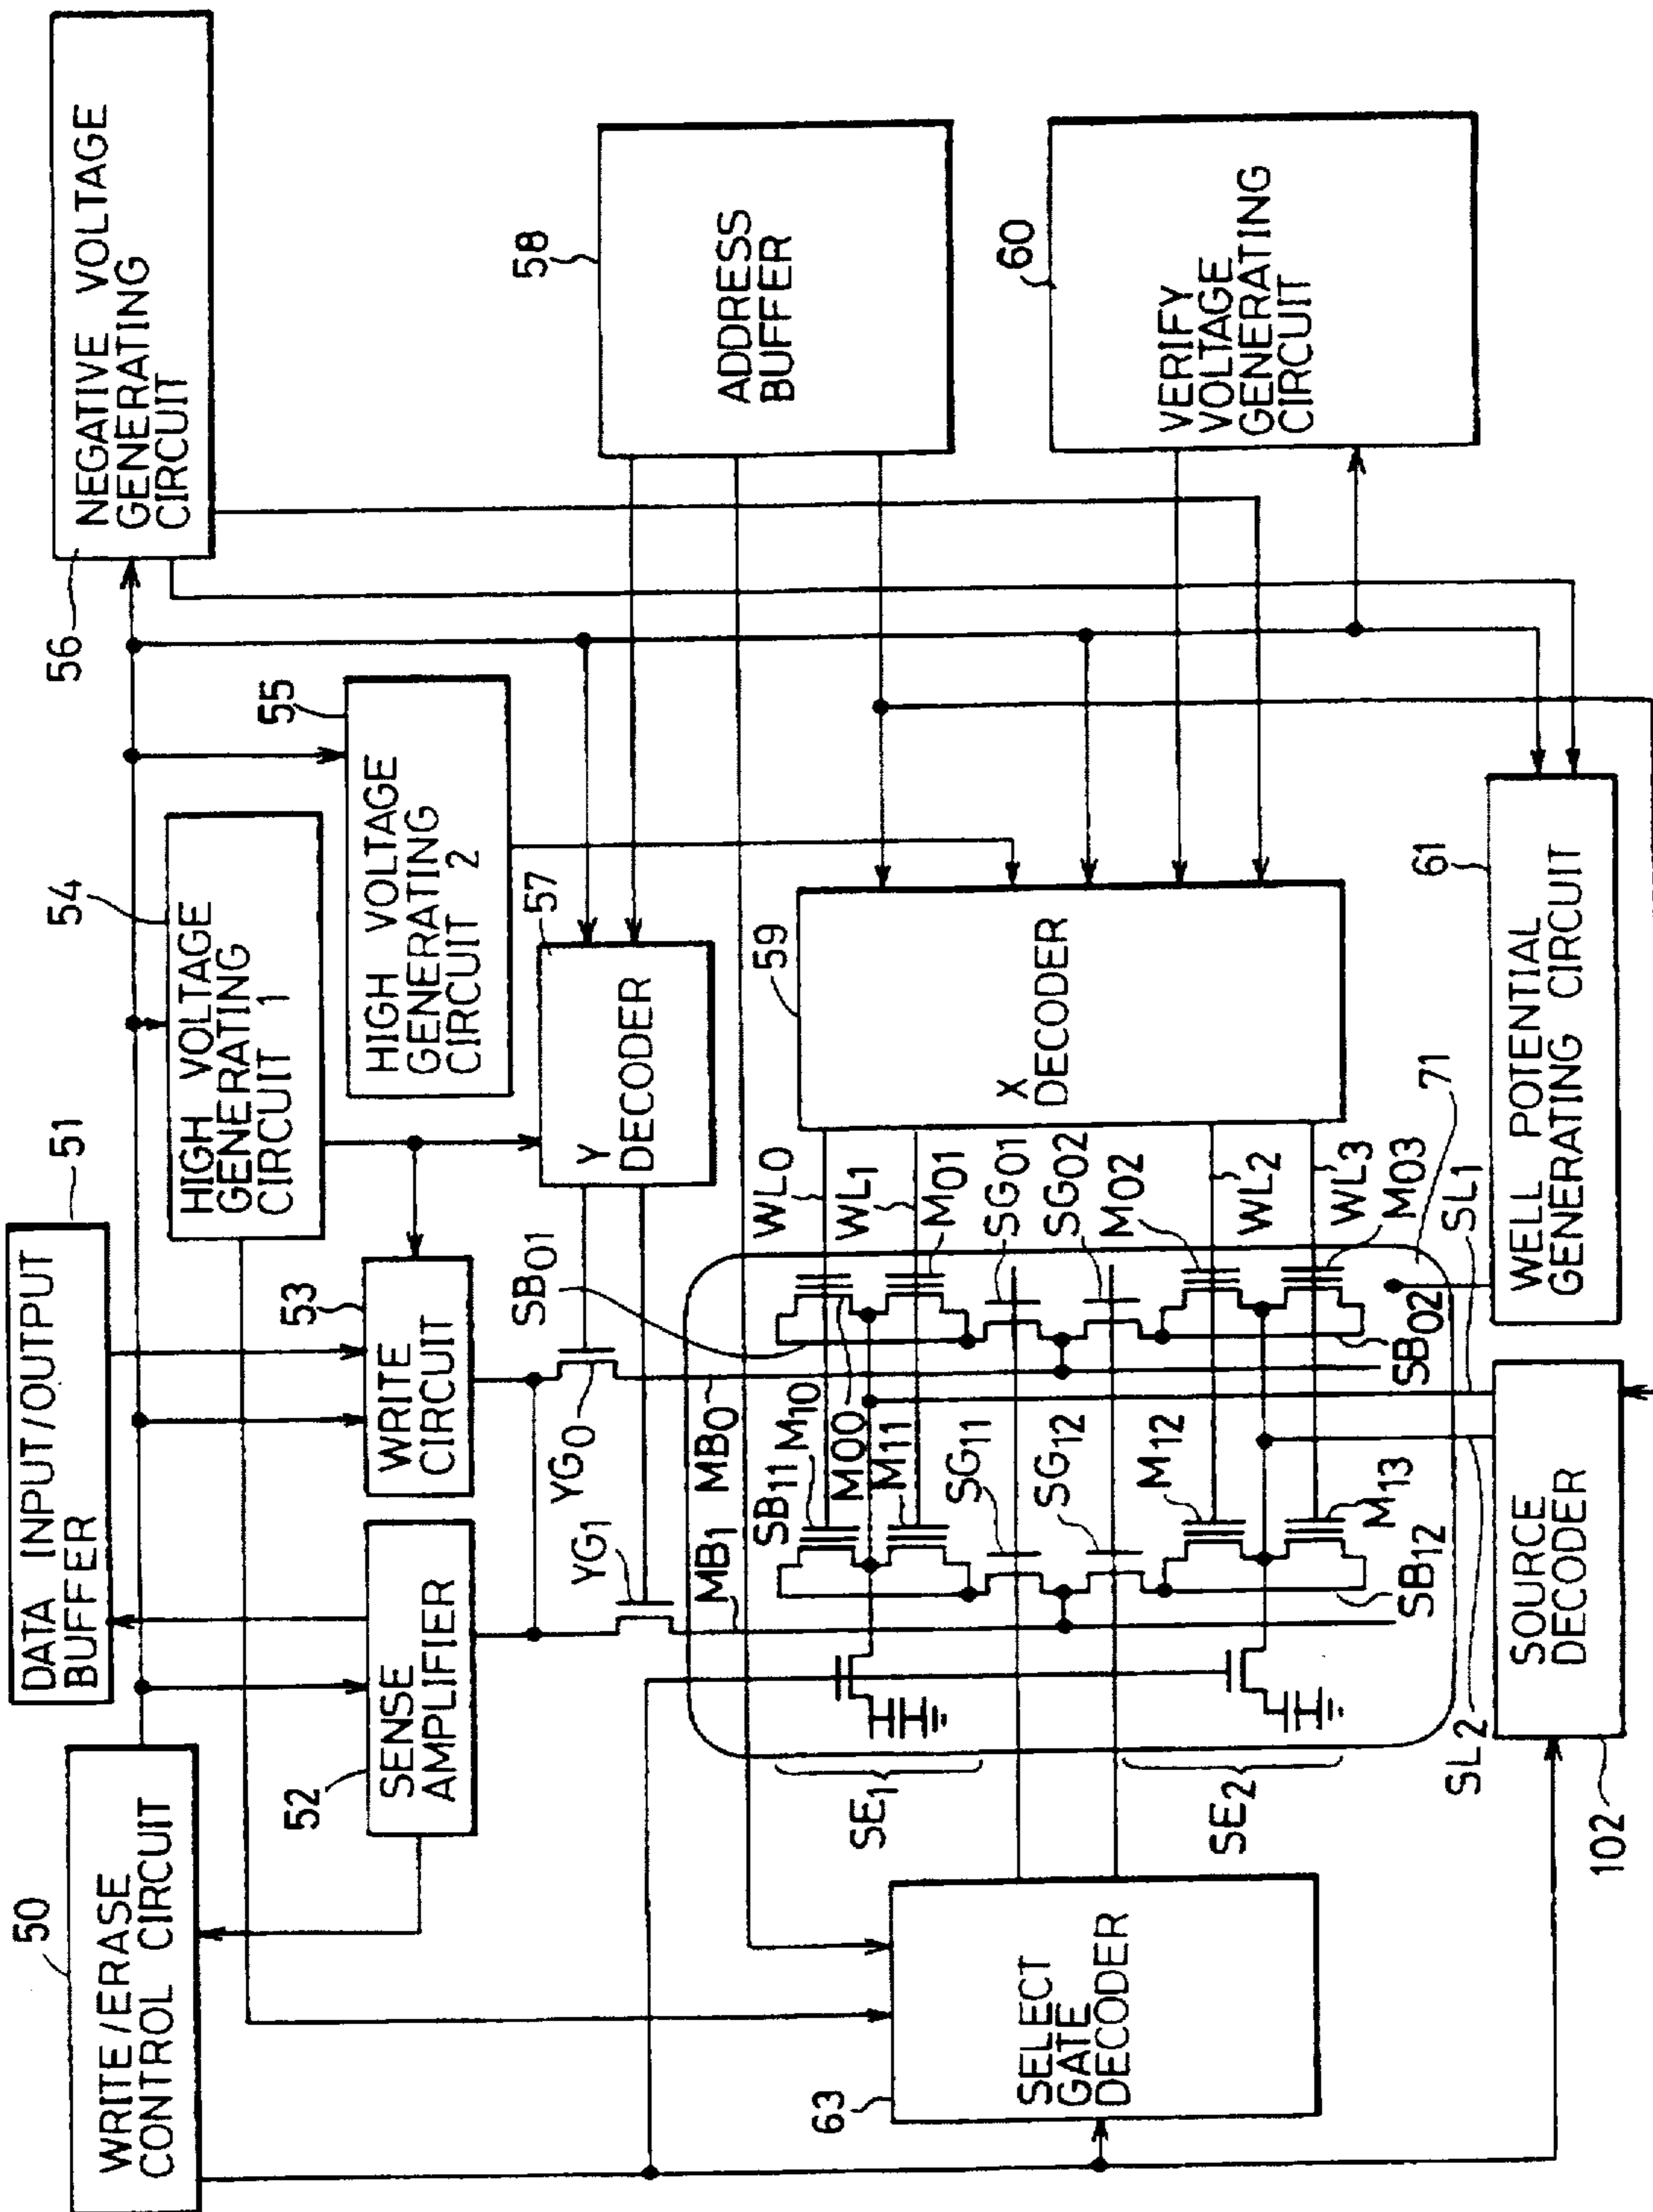 50
WRITE/ERASE
CONTROL CIRCUIT
DATA INPUT/OUTPUT
BUFFER
51
52
SENSE
AMPLIFIER
53
WRITE
CIRCUIT
54
HIGH VOLTAGE
GENERATING
CIRCUIT 1
55
HIGH VOLTAGE
GENERATING
CIRCUIT 2
56
NEGATIVE VOLTAGE
GENERATING
CIRCUIT
YG1
YG0
57
Y
DECODER
58
ADDRESS
BUFFER
MB1
MB0
SB01
SB11
M10
M00
M11
WL0
WL1
M01
SG11
SG01
SG12
SG02
M12
M02
WL2
M13
WL3
M03
SB12
SB02
SE1
SE2
59
X
DECODER
60
VERIFY
VOLTAGE
GENERATING
CIRCUIT
63
SELECT
GATE
DECODER
SL2
SL1
71
102
SOURCE
DECODER
61
WELL POTENTIAL
GENERATING CIRCUIT